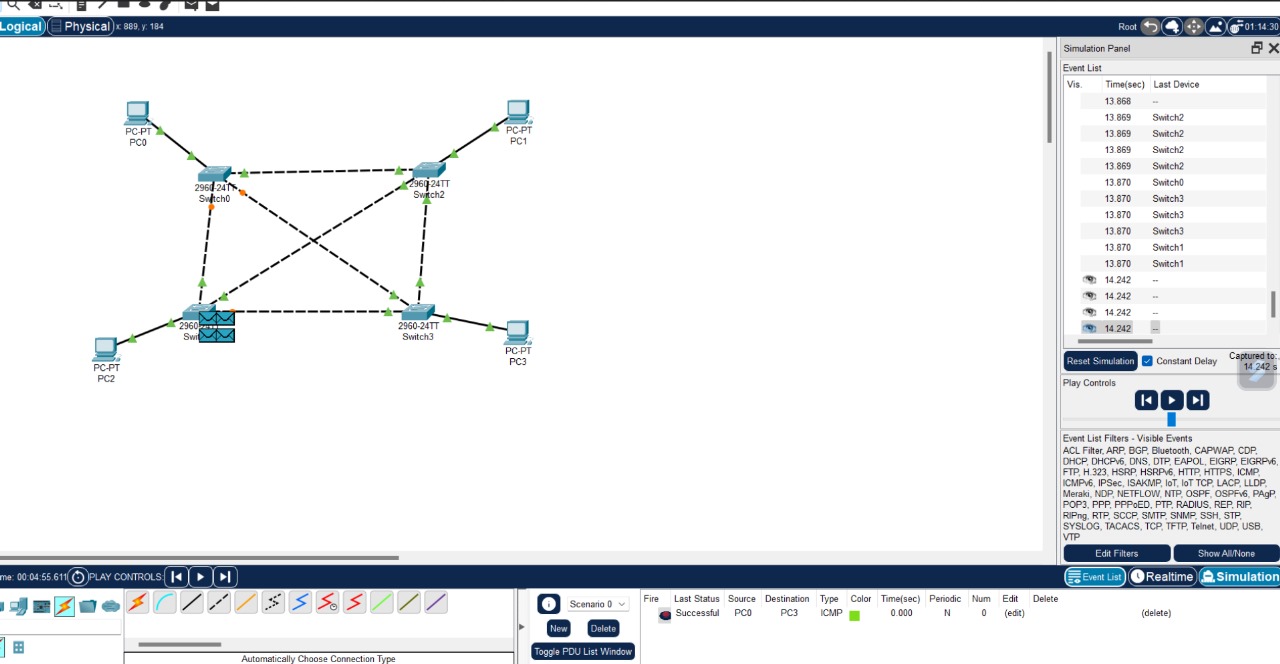 Logical Physical x: 889, y: 184 Root 01:14:30
Simulation Panel
Event List
Vis. Time(sec) Last Device
13.868 --
13.869 Switch2
13.869 Switch2
13.869 Switch2
13.869 Switch2
13.870 Switch0
13.870 Switch3
13.870 Switch3
13.870 Switch3
13.870 Switch1
13.870 Switch1
14.242 --
14.242 --
14.242 --
14.242 --
PC-PT
PC0
PC-PT
PC1
2960-24TT
Switch0
2960-24TT
Switch2
2960-24TT
Switch3
PC-PT
PC2
PC-PT
PC3
Reset Simulation Constant Delay Captured to:
14.242 s
Play Controls
Event List Filters - Visible Events
ACL Filter, ARP, BGP, Bluetooth, CAPWAP, CDP,
DHCP, DHCPv6, DNS, DTP, EAPOL, EIGRP, EIGRPv6,
FTP, H.323, HSRP, HSRPv6, HTTP, HTTPS, ICMP,
ICMPv6, IPSec, ISAKMP, IoT, IoT TCP, LACP, LLDP,
Meraki, NDP, NETFLOW, NTP, OSPF, OSPFv6, PAgP,
POP3, PPP, PPPoED, PTP, RADIUS, REP, RIP,
RIPng, RTP, SCCP, SMTP, SNMP, SSH, STP,
SYSLOG, TACACS, TCP, TFTP, Telnet, UDP, USB,
VTP
Edit Filters Show All/None
me: 00:04:55.611 PLAY CONTROLS: Event List Realtime Simulation
Scenario 0
New Delete
Toggle PDU List Window
Fire Last Status Source Destination Type Color Time(sec) Periodic Num Edit Delete
Successful PC0 PC3 ICMP 0.000 N 0 (edit) (delete)
Automatically Choose Connection Type